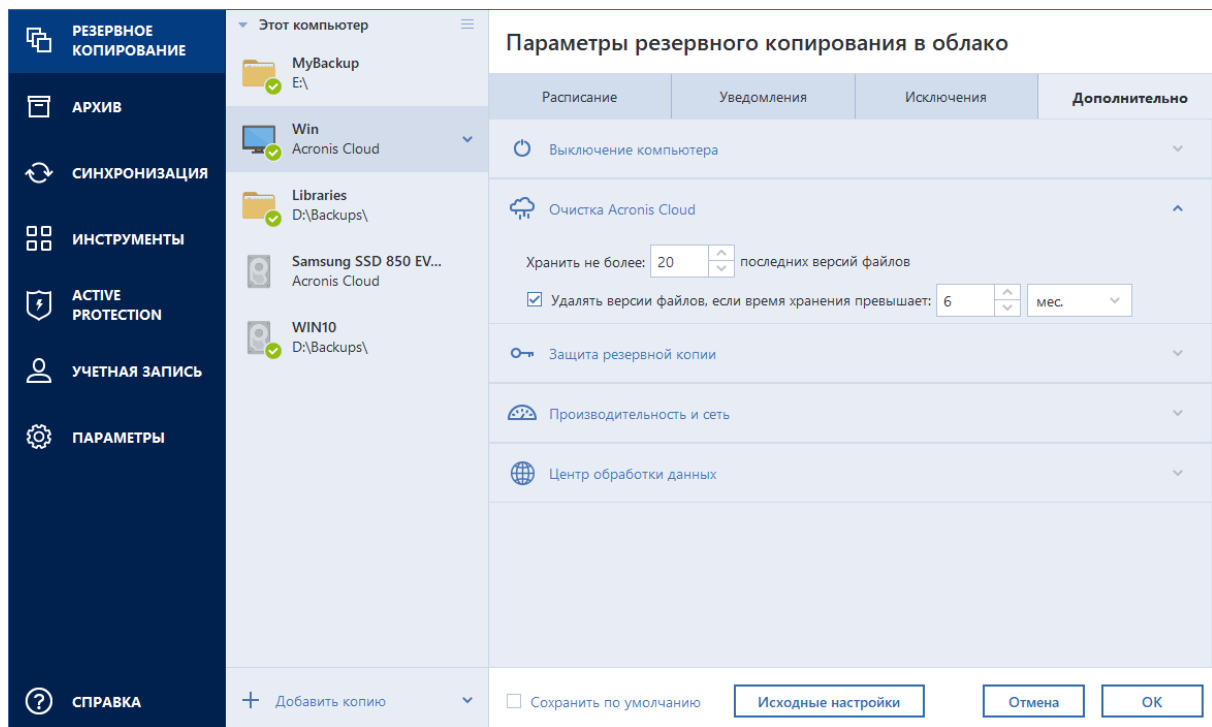 РЕЗЕРВНОЕ
КОПИРОВАНИЕ
АРХИВ
СИНХРОНИЗАЦИЯ
ИНСТРУМЕНТЫ
ACTIVE
PROTECTION
УЧЕТНАЯ ЗАПИСЬ
ПАРАМЕТРЫ
СПРАВКА
Этот компьютер
MyBackup
E:\
Win
Acronis Cloud
Libraries
D:\Backups\
Samsung SSD 850 EV...
Acronis Cloud
WIN10
D:\Backups\
Добавить копию
Параметры резервного копирования в облако
Расписание Уведомления Исключения Дополнительно
Выключение компьютера
Очистка Acronis Cloud
Хранить не более: 20 последних версий файлов
Удалять версии файлов, если время хранения превышает: 6 мес.
Защита резервной копии
Производительность и сеть
Центр обработки данных
Сохранить по умолчанию Исходные настройки Отмена ОК